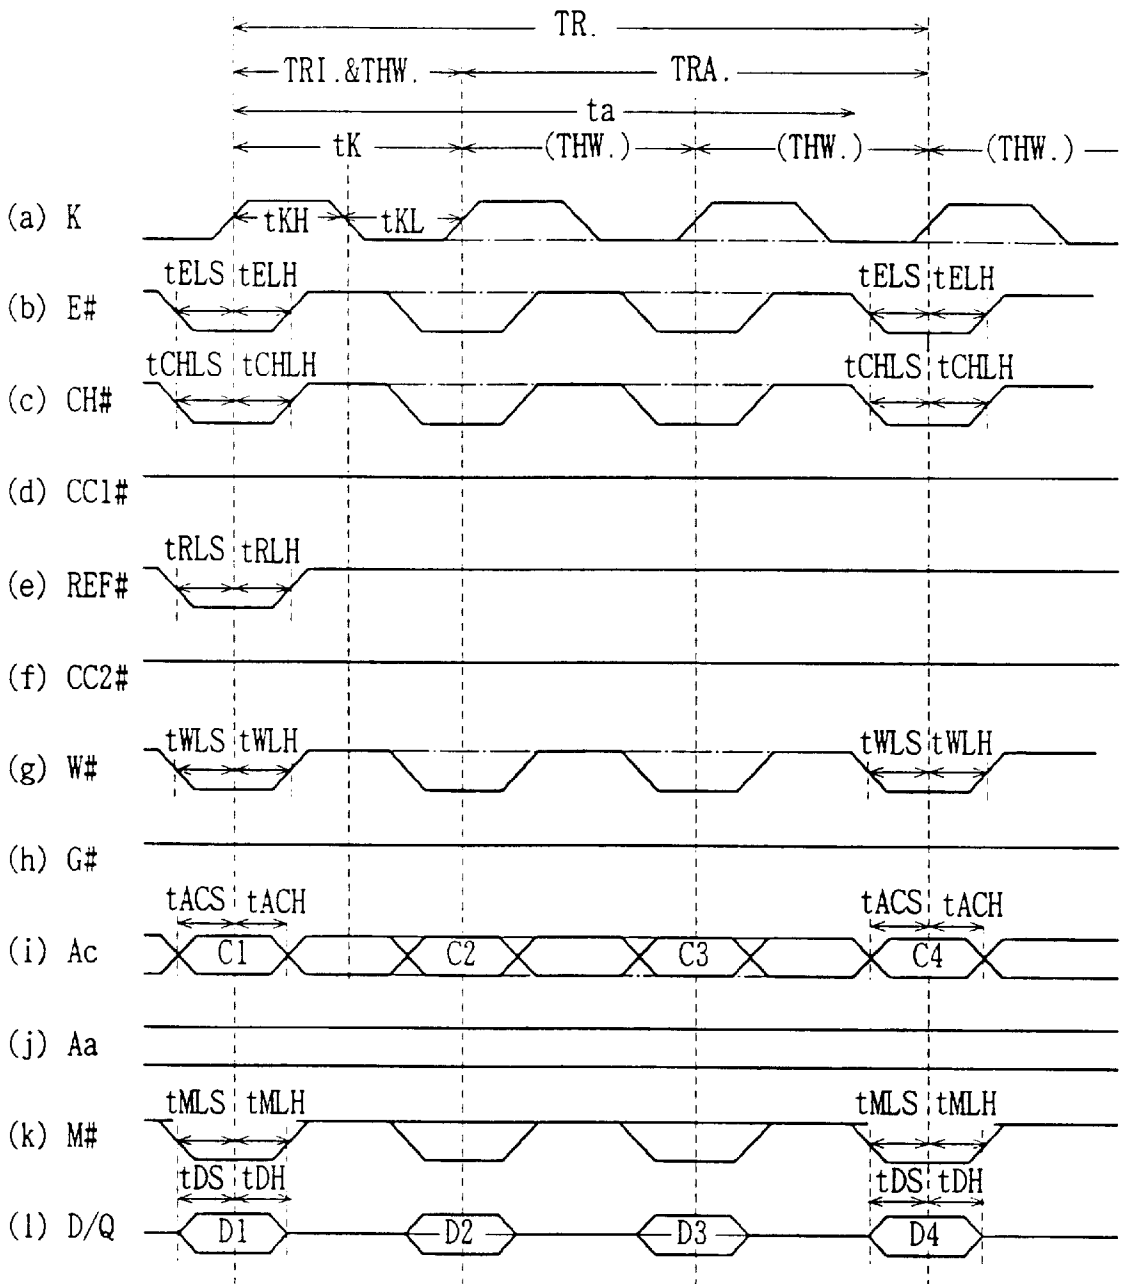 TR.
TRI.&THW. TRA.
ta
tK (THW.) (THW.) (THW.)
(a) K tKH tKL
tELS tELH tELS tELH
(b) E#
tCHLS tCHLH tCHLS tCHLH
(c) CH#
(d) CC1#
tRLS tRLH
(e) REF#
(f) CC2#
tWLS tWLH tWLS tWLH
(g) W#
(h) G#
tACS tACH tACS tACH
(i) Ac C1 C2 C3 C4
(j) Aa
tMLS tMLH tMLS tMLH
(k) M#
tDS tDH tDS tDH
(l) D/Q D1 D2 D3 D4